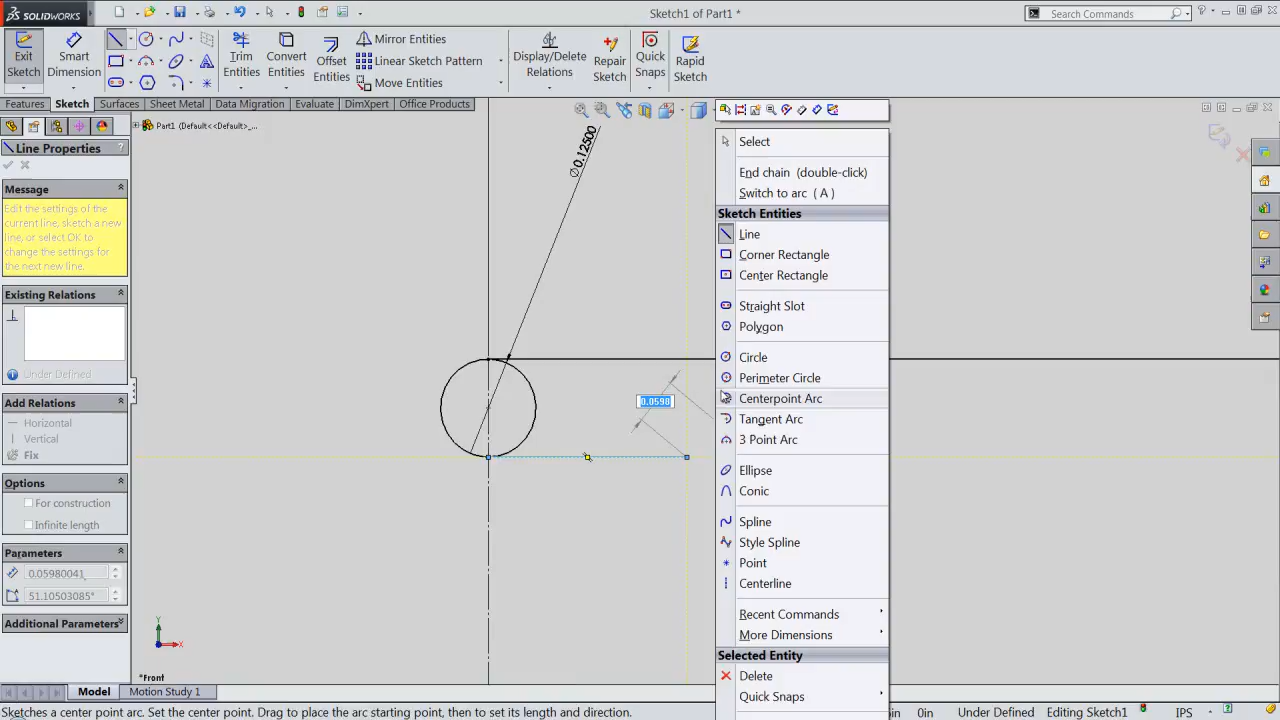 SOLIDWORKS
Sketch1 of Part1 *
Search Commands
Exit Sketch
Smart Dimension
Trim Entities
Convert Entities
Offset Entities
Mirror Entities
Linear Sketch Pattern
Move Entities
Display/Delete Relations
Repair Sketch
Quick Snaps
Rapid Sketch
Features Sketch Surfaces Sheet Metal Data Migration Evaluate DimXpert Office Products
Part1 (Default<<Default>_...
Line Properties ?
Message
Edit the settings of the
current line, sketch a new
line, or select OK to
change the settings for
the next new line.
Existing Relations
Under Defined
Add Relations
Horizontal
Vertical
Fix
Options
For construction
Infinite length
Parameters
0.05980041
51.10503085°
Additional Parameters
∅0.12500
0.0598
Select
End chain (double-click)
Switch to arc ( A )
Sketch Entities
Line
Corner Rectangle
Center Rectangle
Straight Slot
Polygon
Circle
Perimeter Circle
Centerpoint Arc
Tangent Arc
3 Point Arc
Ellipse
Conic
Spline
Style Spline
Point
Centerline
Recent Commands
More Dimensions
Selected Entity
Delete
Quick Snaps
Y
X
*Front
Model Motion Study 1
Sketches a center point arc. Set the center point. Drag to place the arc starting point, then to set its length and direction. in 0in Under Defined Editing Sketch1 IPS